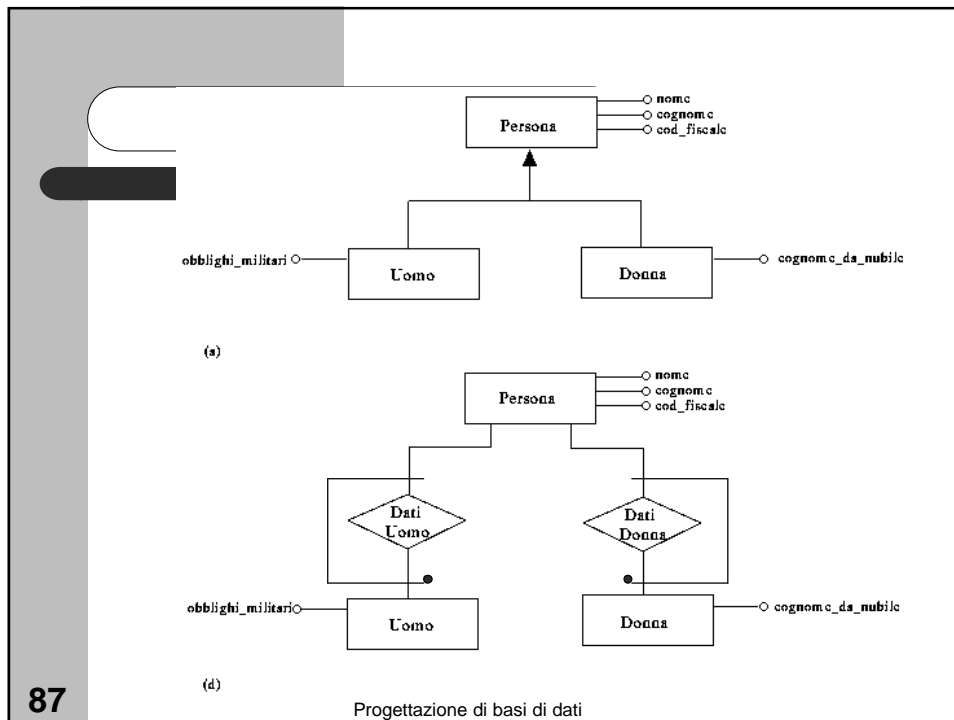 nome
cognome
Persona
cod_fiscale
obblighi_militari
cognome_da_nubile
Uomo
Donna
(a)
nome
Persona
cognome
cod_fiscale
Dati
Uomo
Dati
Donna
obblighi_militari
cognome_da_nubile
Uomo
Donna
(d)
87
Progettazione di basi di dati